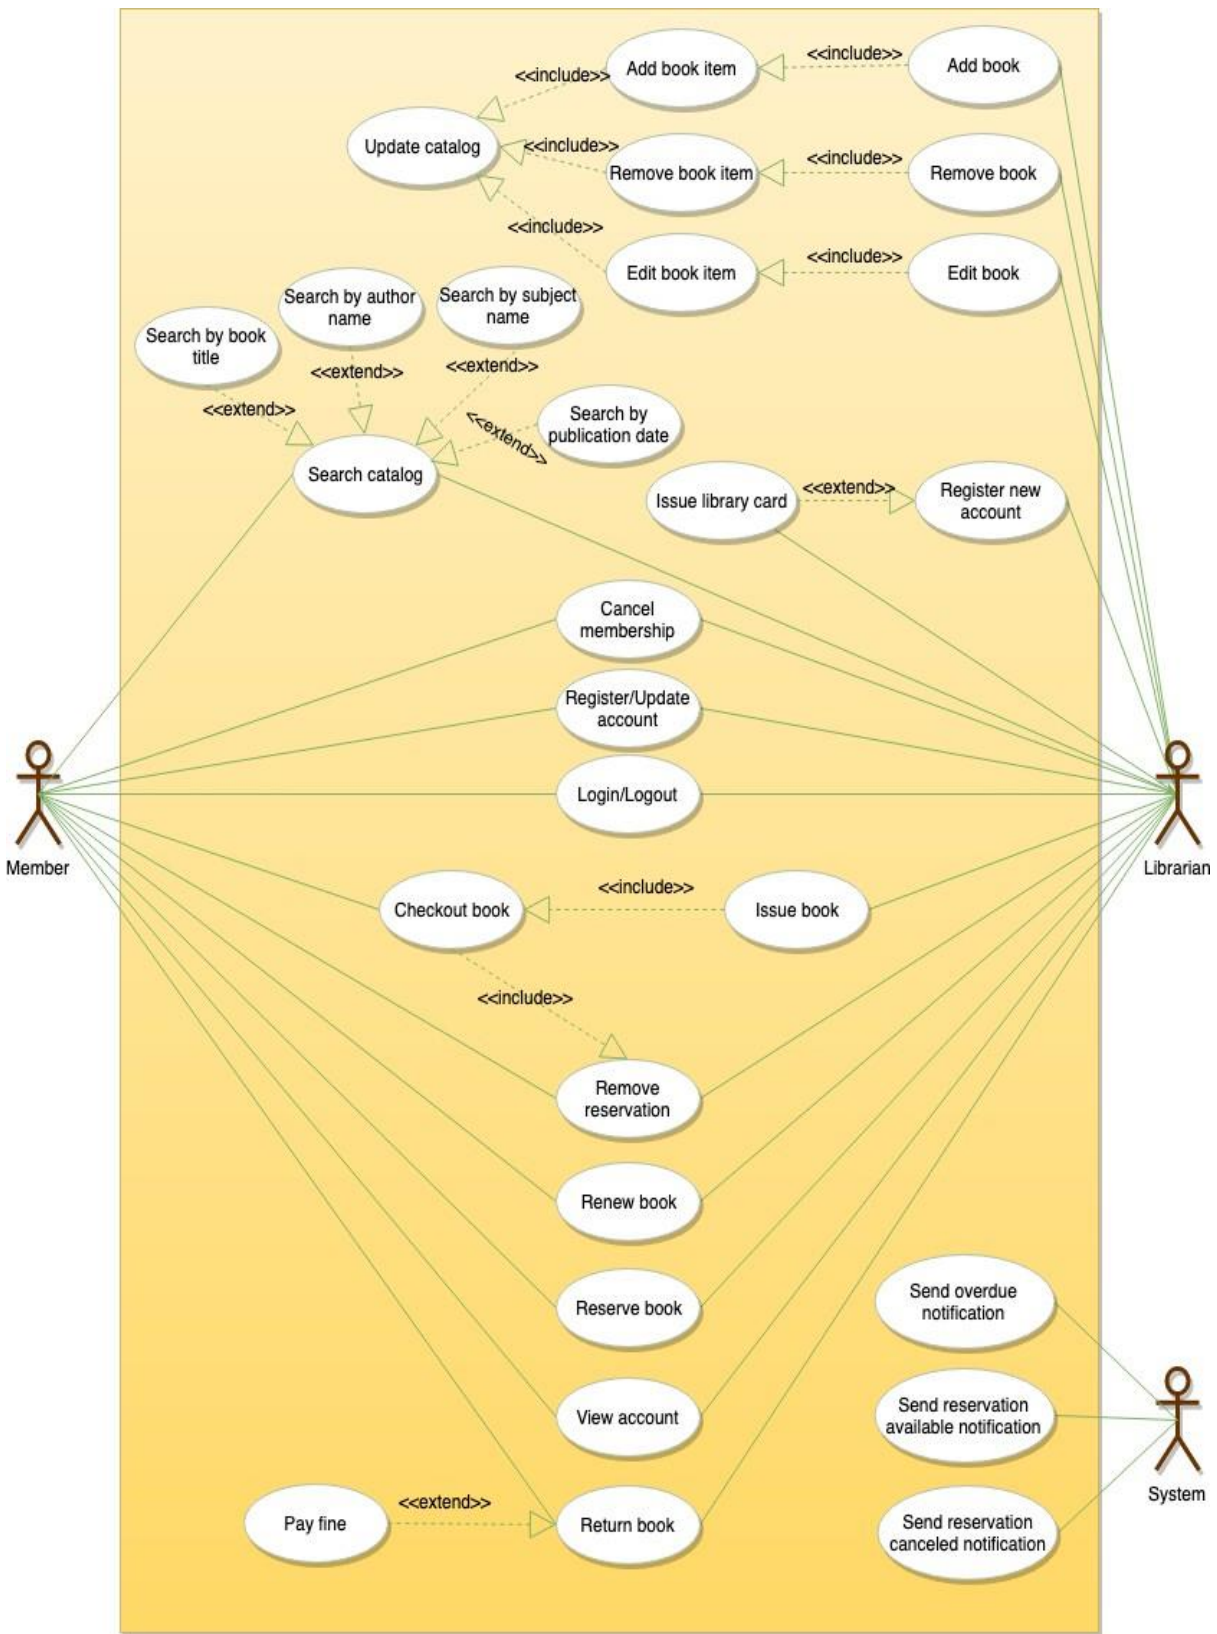 <<include>>
Add book item
<<include>>
Add book
Update catalog
<<include>>
Remove book item
<<include>>
Remove book
<<include>>
Edit book item
<<include>>
Edit book
Search by book
title
Search by author
name
Search by subject
name
<<extend>>
<<extend>>
<<extend>>
<<extend>>
Search by
publication date
Search catalog
Issue library card
<<extend>>
Register new
account
Cancel
membership
Register/Update
account
Login/Logout
Member
Librarian
Checkout book
<<include>>
Issue book
<<include>>
Remove
reservation
Renew book
Reserve book
Send overdue
notification
View account
Send reservation
available notification
System
Pay fine
<<extend>>
Return book
Send reservation
canceled notification